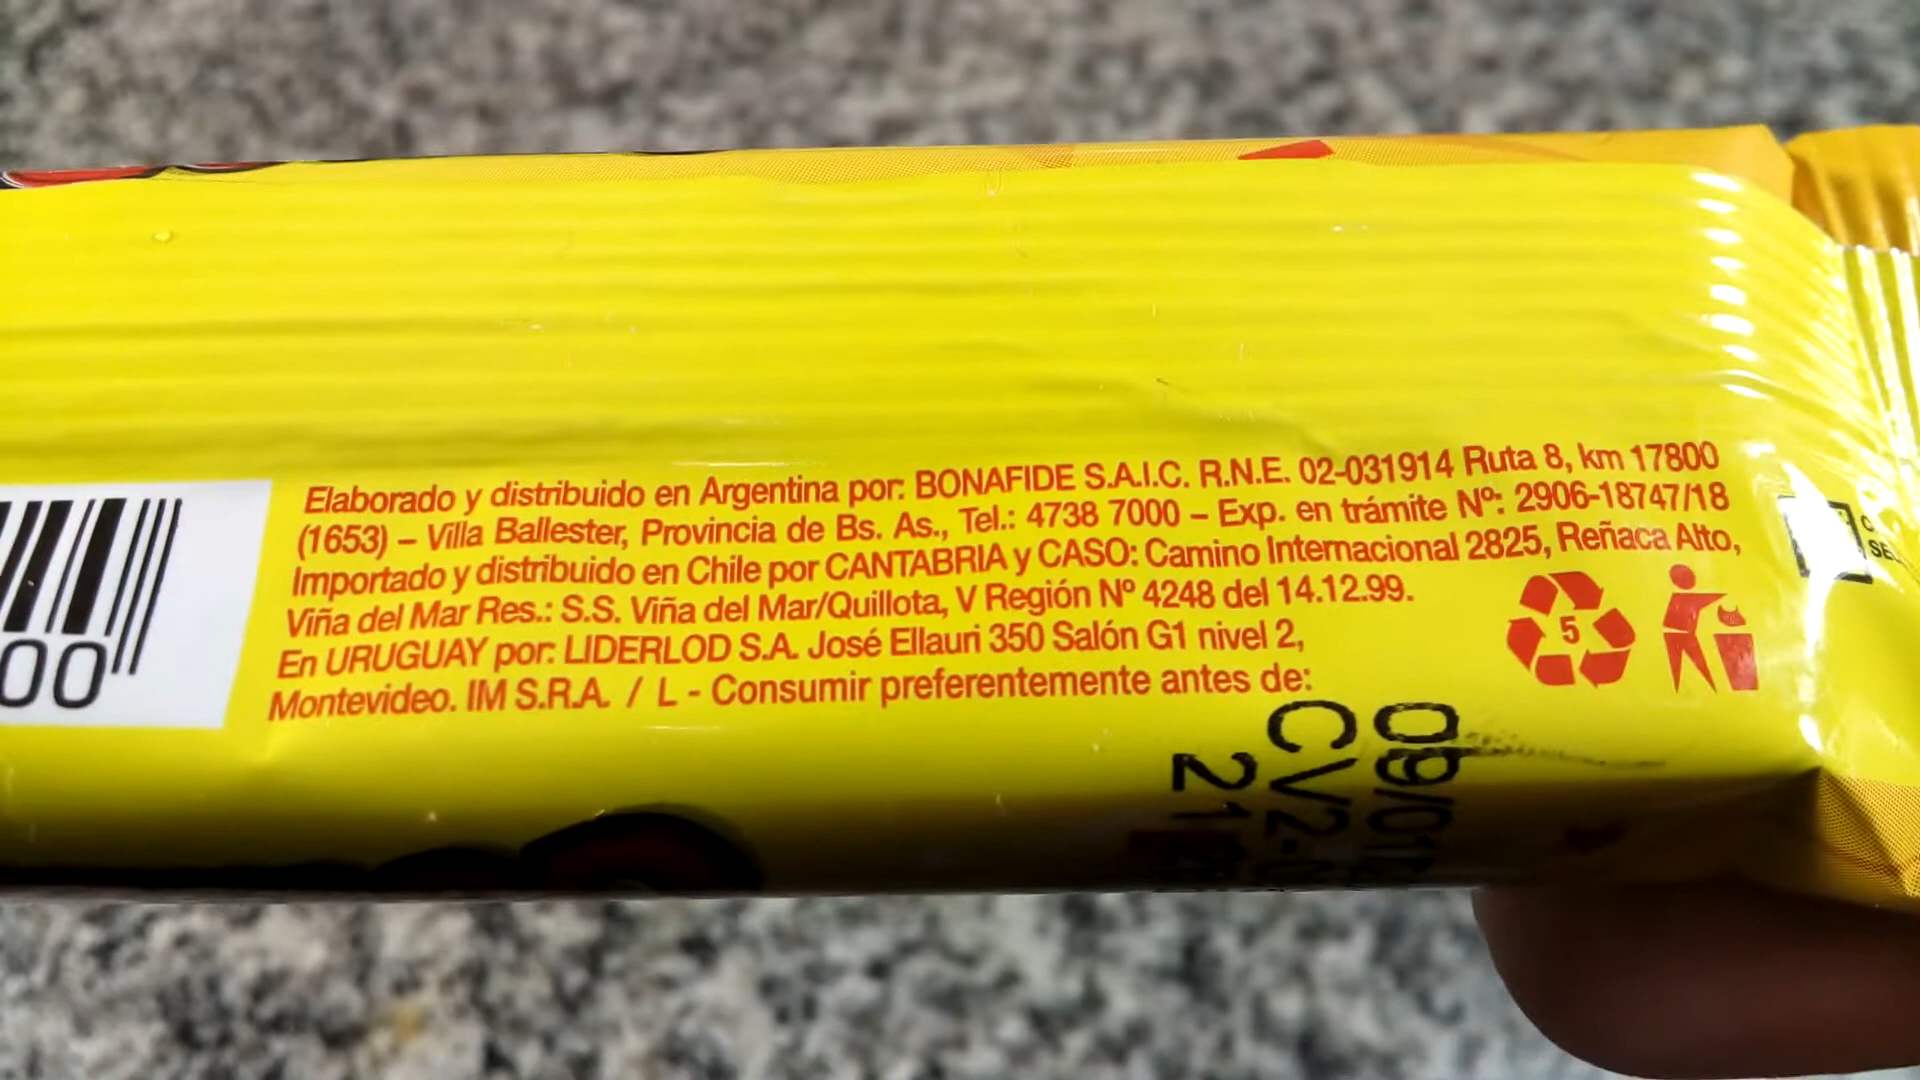 Elaborado y distribuido en Argentina por: BONAFIDE S.A.I.C. R.N.E. 02-031914 Ruta 8, km 17800
(1653) – Villa Ballester, Provincia de Bs. As., Tel.: 4738 7000 – Exp. en trámite Nº: 2906-18747/18
Importado y distribuido en Chile por CANTABRIA y CASO: Camino Internacional 2825, Reñaca Alto,
Viña del Mar Res.: S.S. Viña del Mar/Quillota, V Región Nº 4248 del 14.12.99.
En URUGUAY por: LIDERLOD S.A. José Ellauri 350 Salón G1 nivel 2,
Montevideo. IM S.R.A. / L - Consumir preferentemente antes de:
5
00